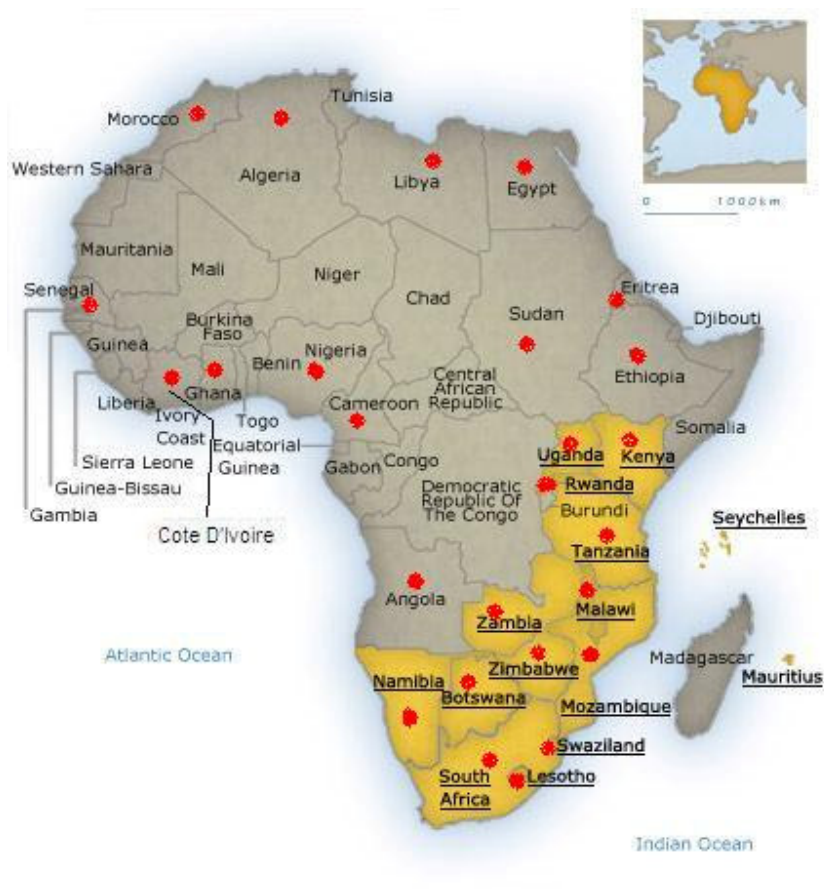 Tunisia
Morocco
Western Sahara
Algeria
Libya
Egypt
0 1000km
Mauritania
Mali
Niger
Chad
Sudan
Eritrea
Djibouti
Senegal
Burkina
Faso
Guinea
Benin
Nigeria
Ethiopia
Ghana
Liberia
Ivory
Coast
Togo
Cameroon
Central
African
Republic
Somalia
Equatorial
Guinea
Sierra Leone
Guinea-Bissau
Gambia
Cote D'Ivoire
Gabon
Congo
Democratic
Republic Of
The Congo
Uganda
Kenya
Rwanda
Burundi
Tanzania
Seychelles
Angola
Zambia
Malawi
Atlantic Ocean
Namibia
Botswana
Zimbabwe
Mozambique
Madagascar
Mauritius
Swaziland
South
Africa
Lesotho
Indian Ocean